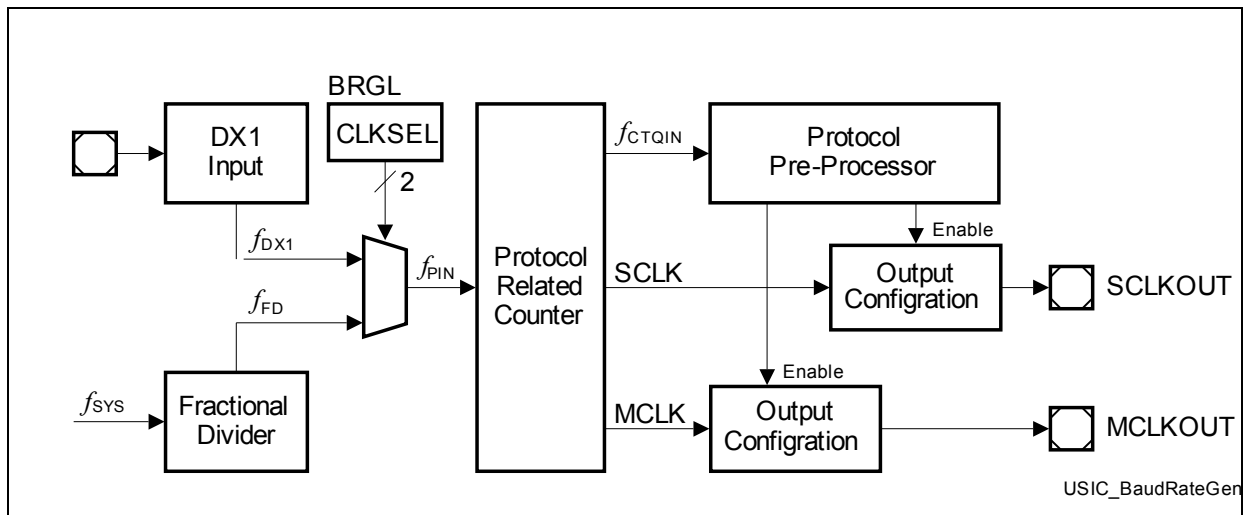 BRGL
DX1
Input
CLKSEL
2
fCTQIN
Protocol
Pre-Processor
fDX1
fPIN
fFD
Protocol
Related
Counter
SCLK
Enable
Output
Configration
SCLKOUT
fSYS
Fractional
Divider
MCLK
Enable
Output
Configration
MCLKOUT
USIC_BaudRateGen